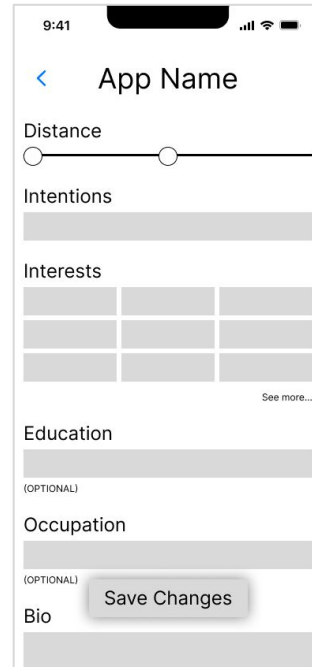 9:41
App Name
Distance
Intentions
Interests
See more...
Education
(OPTIONAL)
Occupation
(OPTIONAL)
Save Changes
Bio